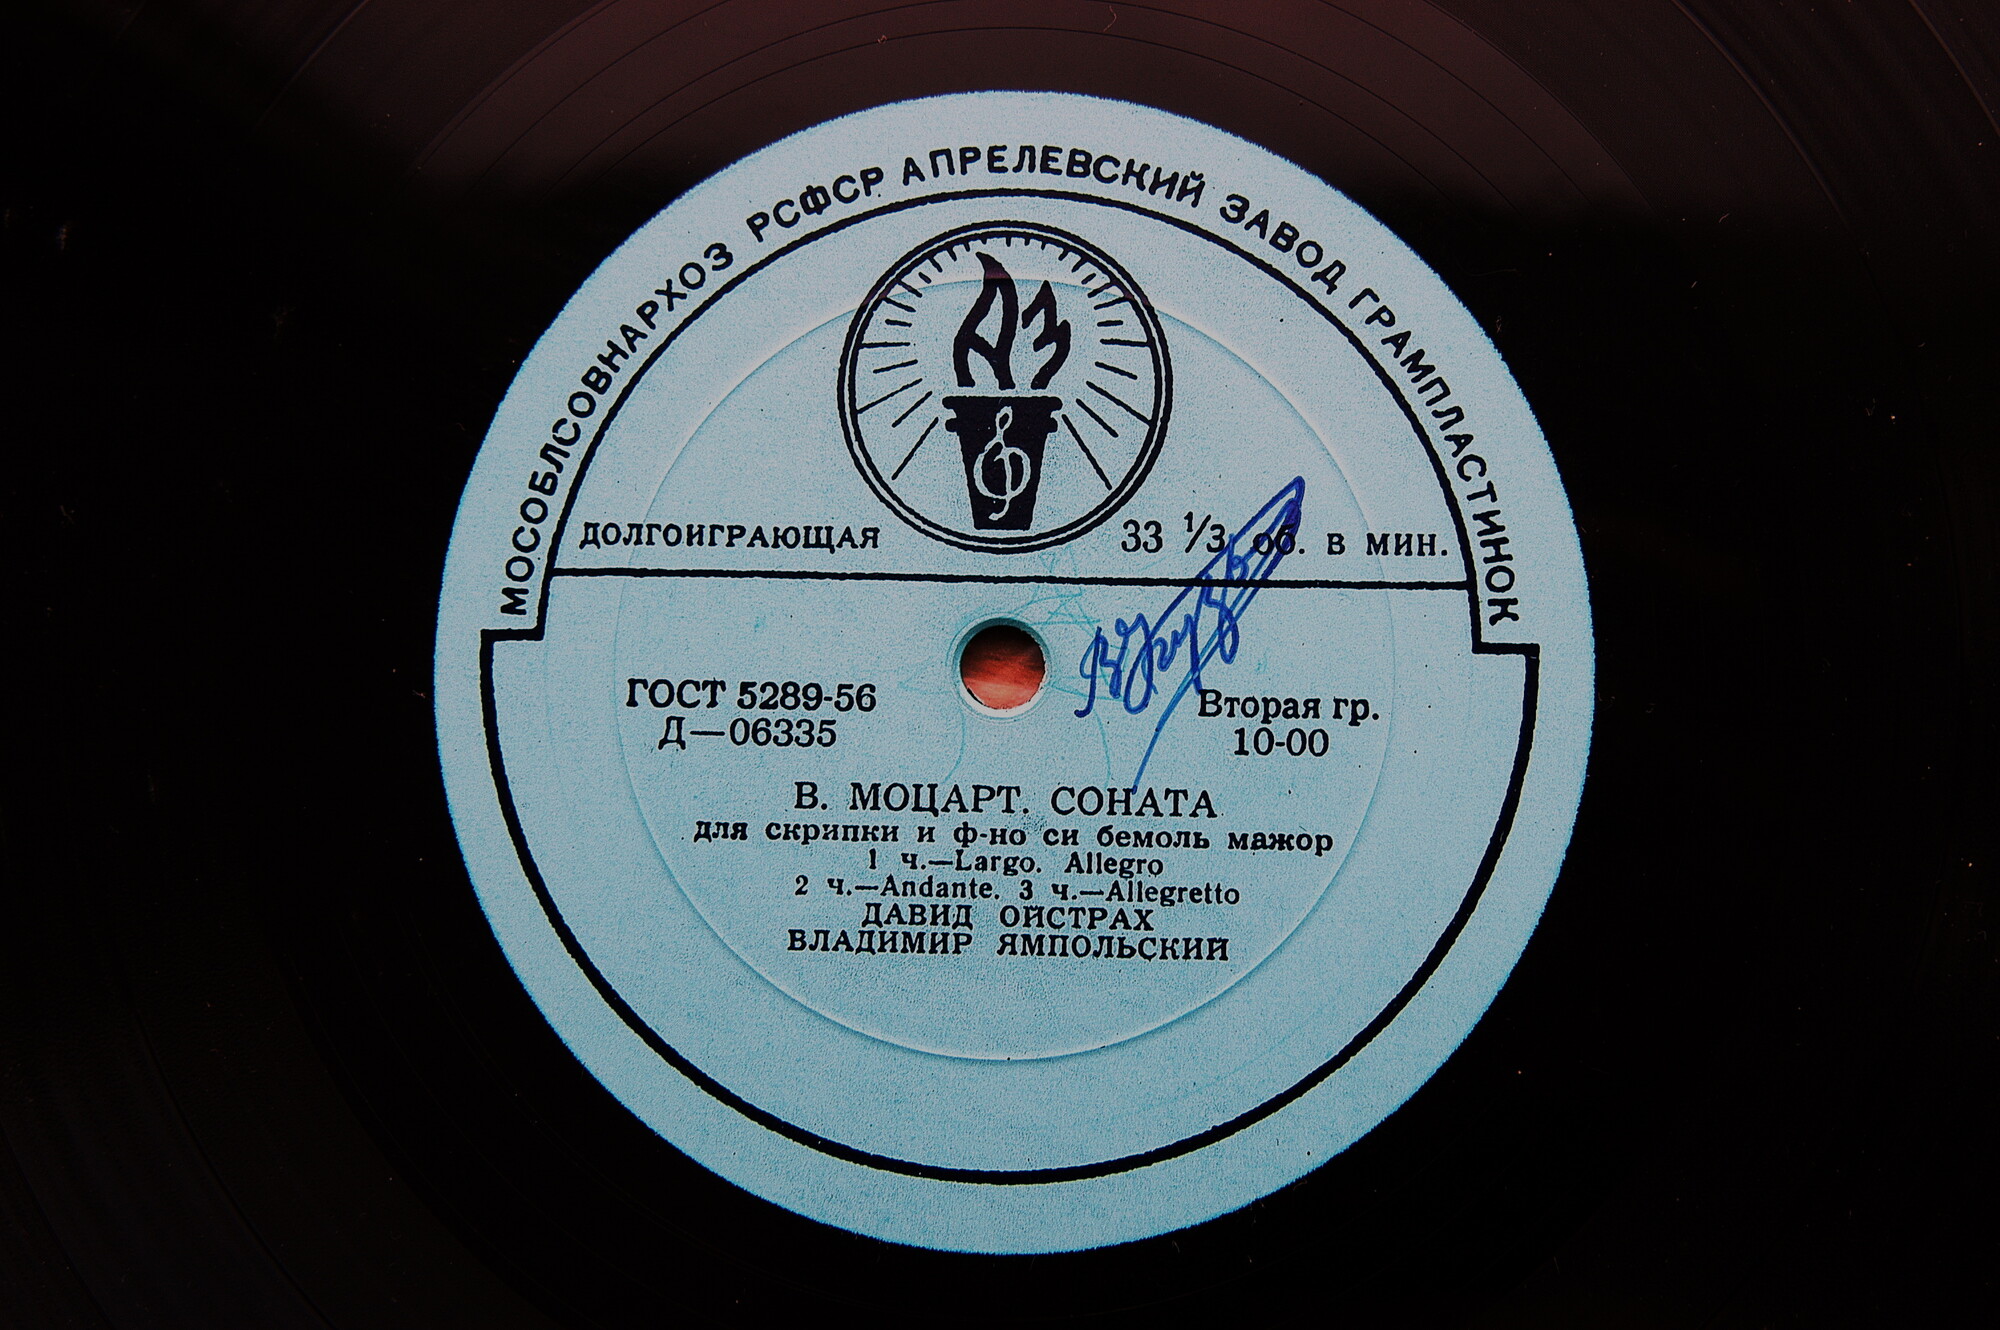 МОСОБЛСОВНАРХОЗ РСФСР АПРЕЛЕВСКИЙ ЗАВОД ГРАМПЛАСТИНОК
АЗ
ДОЛГОИГРАЮЩАЯ 33 1/3 об. в мин.
ГОСТ 5289-56 Вторая гр.
Д—06335 10-00
В. МОЦАРТ. СОНАТА
для скрипки и ф-но си бемоль мажор
1 ч.—Largo. Allegro
2 ч.—Andante. 3 ч.—Allegretto
ДАВИД ОЙСТРАХ
ВЛАДИМИР ЯМПОЛЬСКИЙ